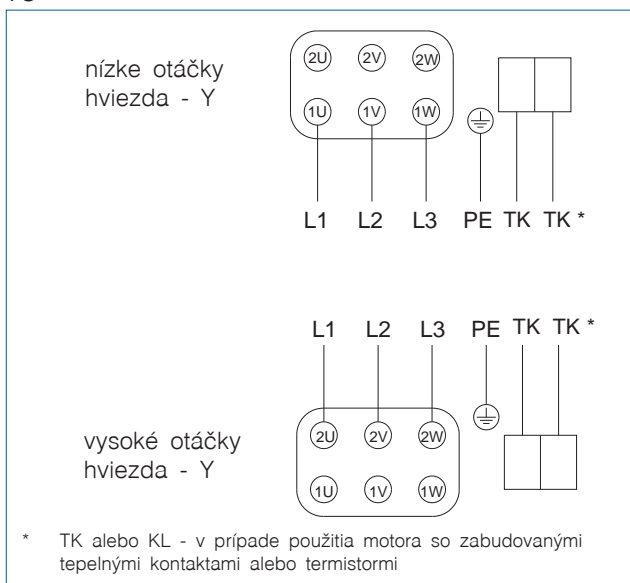 nízke otáčky
hviezda - Y
2U 2V 2W
1U 1V 1W
L1 L2 L3 PE TK TK *
L1 L2 L3 PE TK TK *
vysoké otáčky
hviezda - Y
2U 2V 2W
1U 1V 1W
* TK alebo KL - v prípade použitia motora so zabudovanými
tepelnými kontaktami alebo termistormi